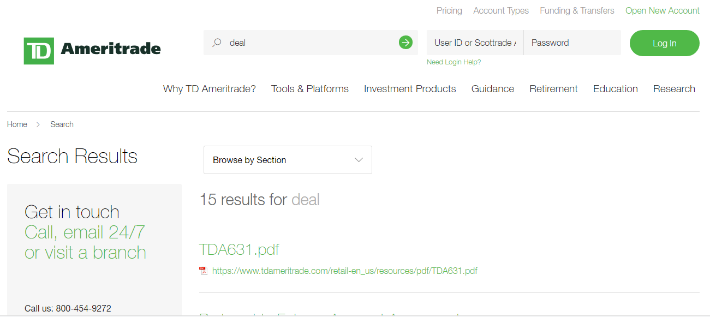 Pricing Account Types Funding & Transfers Open New Account
TD Ameritrade
deal
User ID or Scottrade A
Password
Log In
Need Login Help?
Why TD Ameritrade? Tools & Platforms Investment Products Guidance Retirement Education Research
Home > Search
Search Results
Browse by Section
15 results for deal
Get in touch
Call, email 24/7
or visit a branch
TDA631.pdf
https://www.tdameritrade.com/retail-en_us/resources/pdf/TDA631.pdf
Call us: 800-454-9272